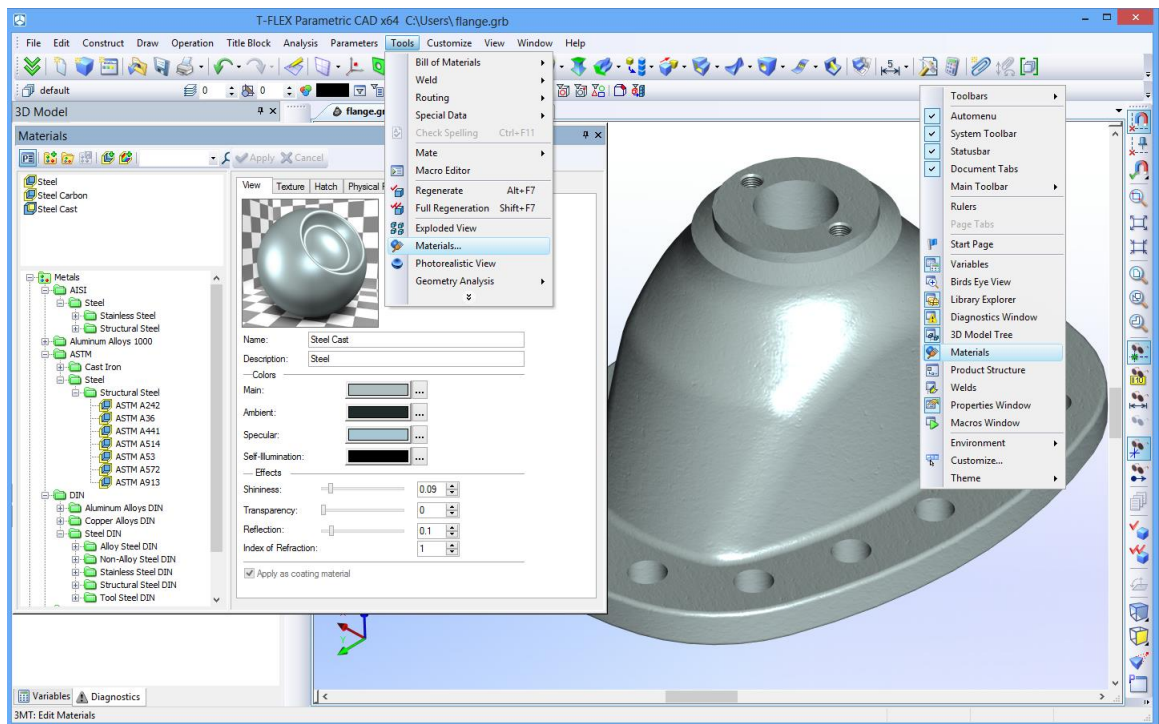 T-FLEX Parametric CAD x64 C:\Users\ flange.grb
File Edit Construct Draw Operation Title Block Analysis Parameters Tools Customize View Window Help
default
0
0
5
3D Model
flange.g
Materials
Apply Cancel
Steel
Steel Carbon
Steel Cast
View Texture Hatch Physical
Metals
AISI
Steel
Stainless Steel
Structural Steel
Aluminum Alloys 1000
ASTM
Cast Iron
Steel
Structural Steel
ASTM A242
ASTM A36
ASTM A441
ASTM A514
ASTM A53
ASTM A572
ASTM A913
DIN
Aluminum Alloys DIN
Copper Alloys DIN
Steel DIN
Alloy Steel DIN
Non-Alloy Steel DIN
Stainless Steel DIN
Structural Steel DIN
Tool Steel DIN
Name: Steel Cast
Description: Steel
Colors
Main: ...
Ambient: ...
Specular: ...
Self-Illumination: ...
Effects
Shininess: 0.09
Transparency: 0
Reflection: 0.1
Index of Refraction: 1
Apply as coating material
Bill of Materials
Weld
Routing
Special Data
Check Spelling Ctrl+F11
Mate
Macro Editor
Regenerate Alt+F7
Full Regeneration Shift+F7
Exploded View
Materials...
Photorealistic View
Geometry Analysis
Toolbars
Automenu
System Toolbar
Statusbar
Document Tabs
Main Toolbar
Rulers
Page Tabs
Start Page
Variables
Birds Eye View
Library Explorer
Diagnostics Window
3D Model Tree
Materials
Product Structure
Welds
Properties Window
Macros Window
Environment
Customize...
Theme
Y
Variables Diagnostics
3MT: Edit Materials